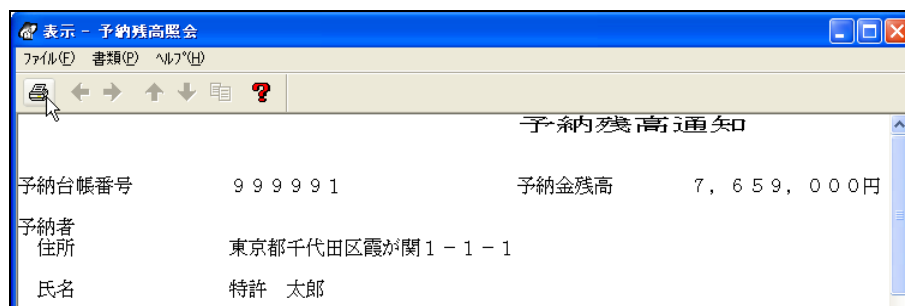 表示 - 予納残高照会
ファイル(F) 書類(P) ヘルプ(H)
予納残高通知
予納台帳番号 999991 予納金残高 7,659,000円
予納者
住所 東京都千代田区霞が関1-1-1
氏名 特許 太郎